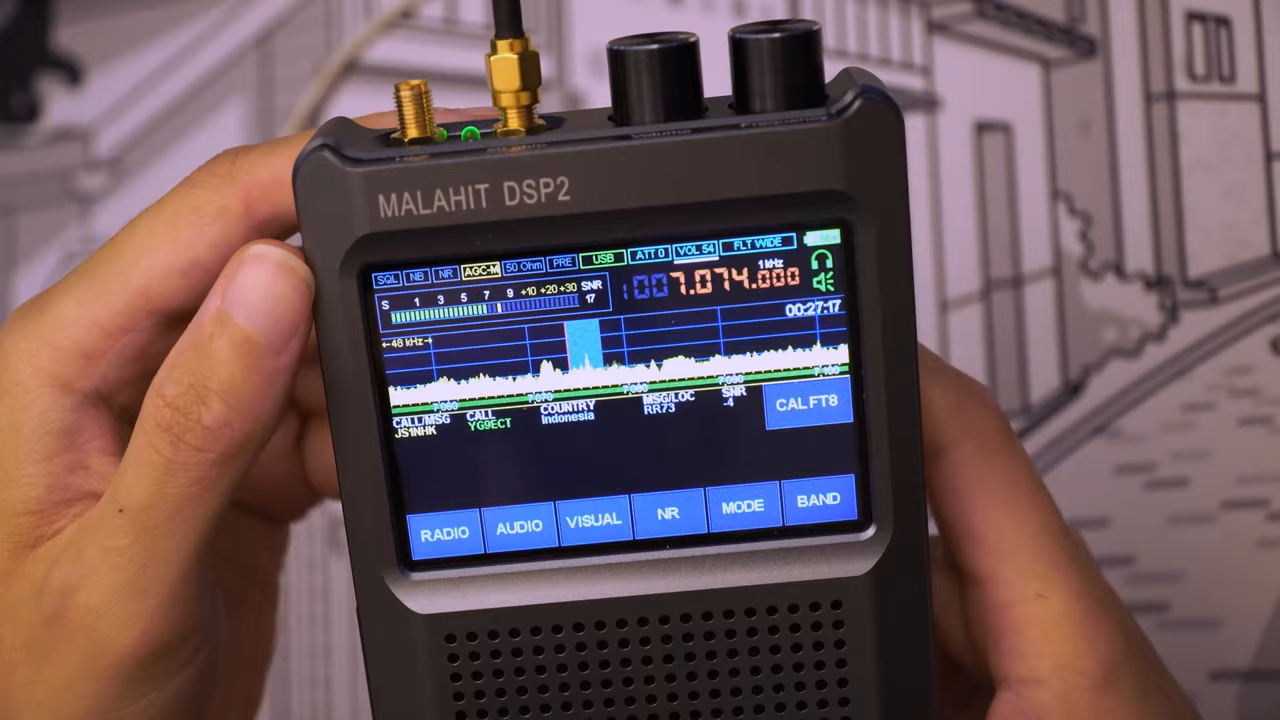 MALAHIT DSP2
SQL NB NR AGC-M 50 Ohm PRE USB ATT 0 VOL 54 FLT WIDE
S 1 3 5 7 9 +10 +20 +30 SNR 17
1 kHz
7.074.000
00:27:17
←48 kHz→
CALL/MSG CALL COUNTRY MSG/LOC SNR
JS1NHK YG9ECT Indonesia RR73 -4
CAL FT8
RADIO AUDIO VISUAL NR MODE BAND